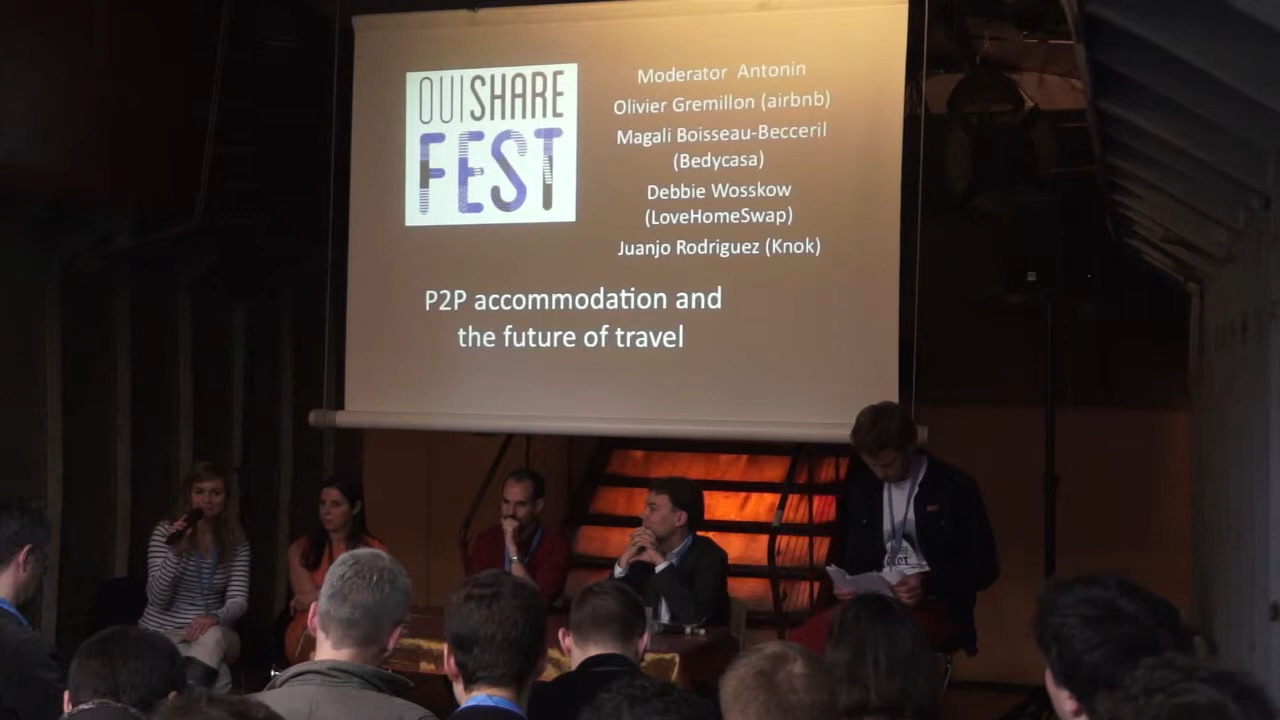 OUISHARE
FEST
Moderator Antonin
Olivier Gremillon (airbnb)
Magali Boisseau-Becceril
(Bedycasa)
Debbie Wosskow
(LoveHomeSwap)
Juanjo Rodriguez (Knok)
P2P accommodation and
the future of travel